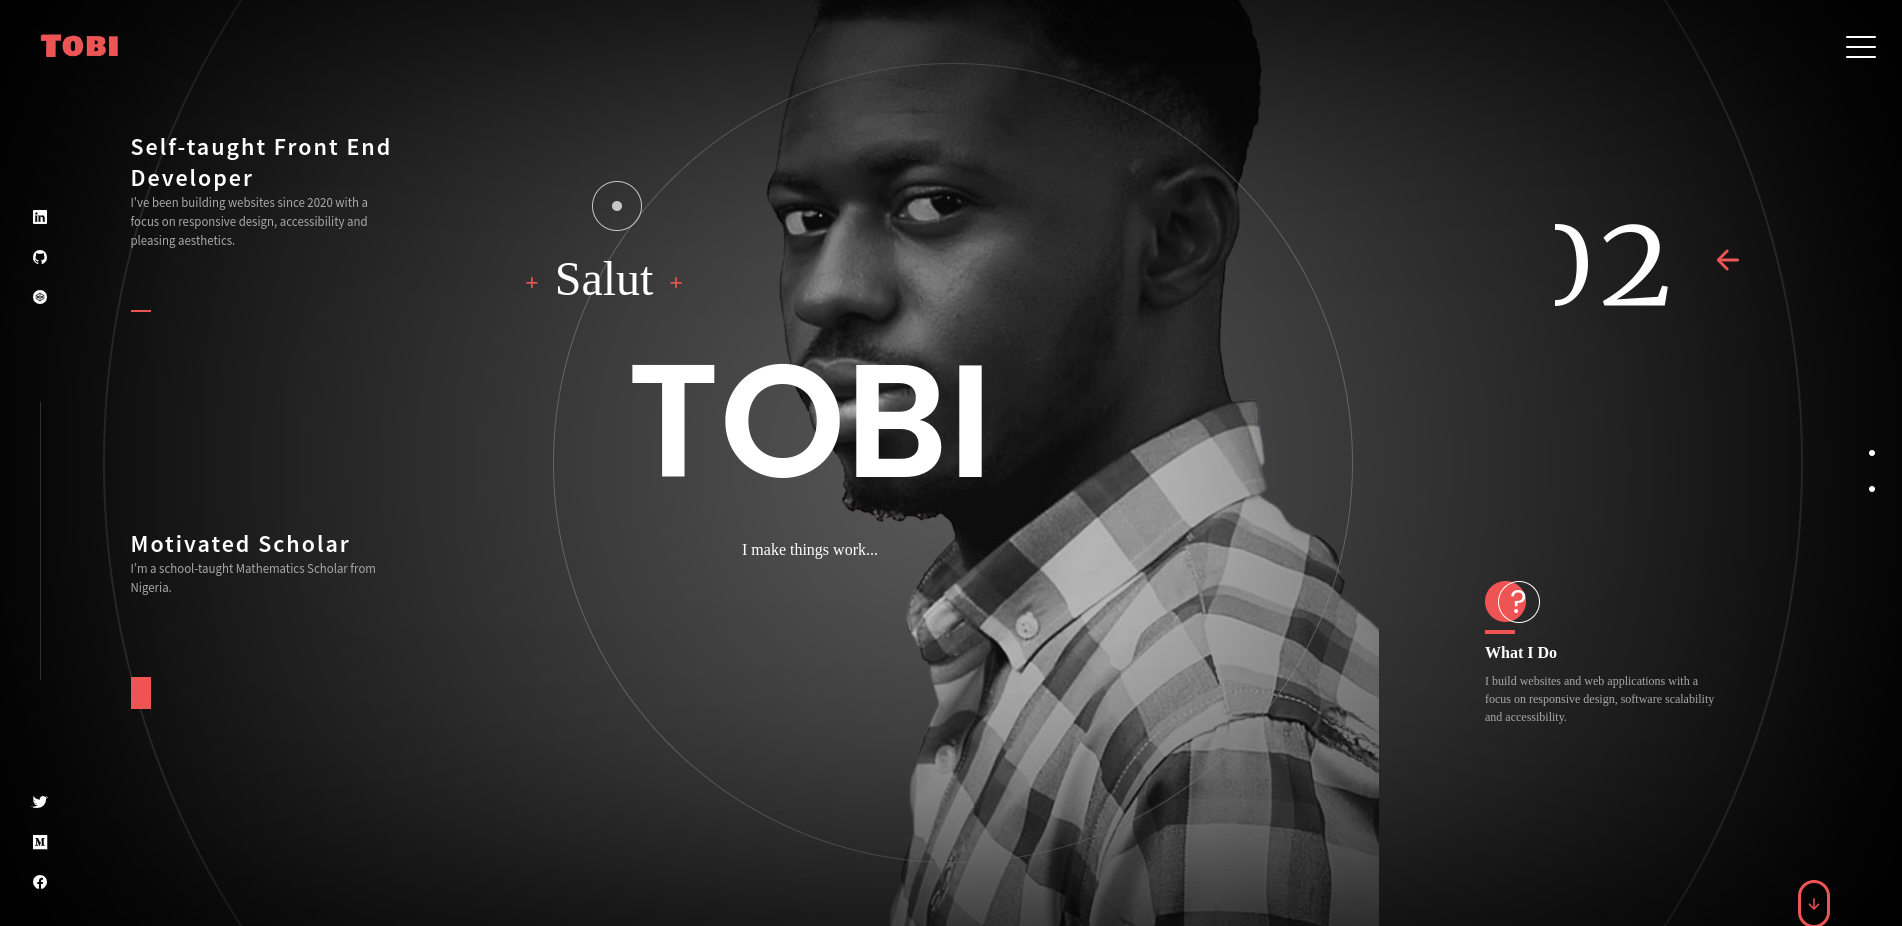 TOBI
Self-taught Front End
Developer
I've been building websites since 2020 with a
focus on responsive design, accessibility and
pleasing aesthetics.
+ Salut +
02
TOBI
Motivated Scholar
I'm a school-taught Mathematics Scholar from
Nigeria.
I make things work...
?
What I Do
I build websites and web applications with a
focus on responsive design, software scalability
and accessibility.